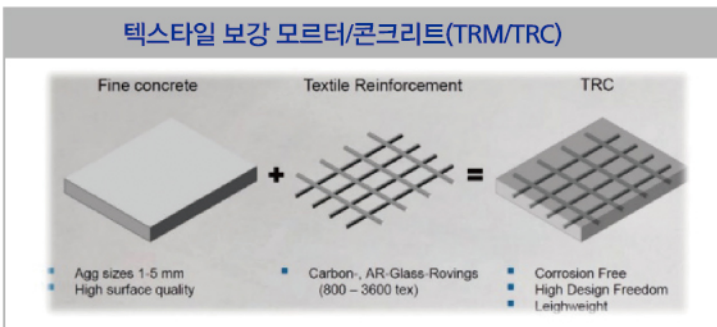 텍스타일 보강 모르터/콘크리트(TRM/TRC)
Fine concrete
+
Textile Reinforcement
=
TRC
Agg sizes 1-5 mm
High surface quality
Carbon-, AR-Glass-Rovings
(800 – 3600 tex)
Corrosion Free
High Design Freedom
Leighweight